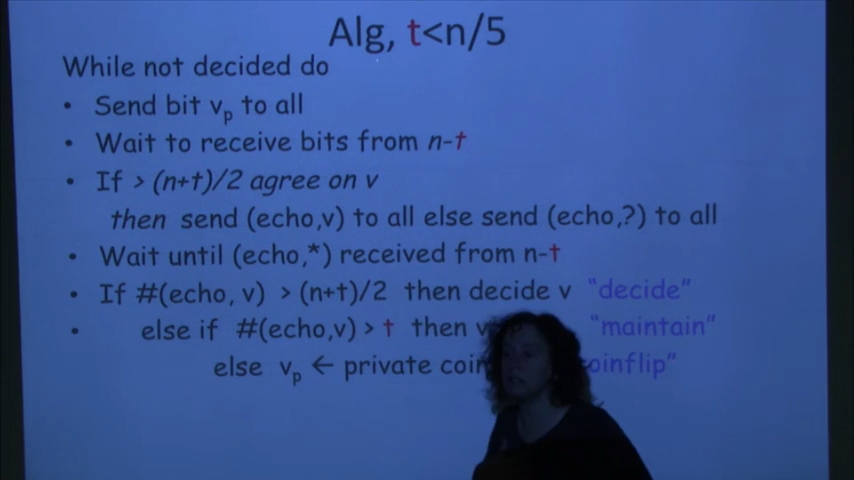 Alg, t<n/5
While not decided do
• Send bit vp to all
• Wait to receive bits from n-t
• If > (n+t)/2 agree on v
then send (echo,v) to all else send (echo,?) to all
• Wait until (echo,*) received from n-t
• If #(echo, v) > (n+t)/2 then decide v "decide"
• else if #(echo,v) > t then v "maintain"
else vp ← private coin oinflip"